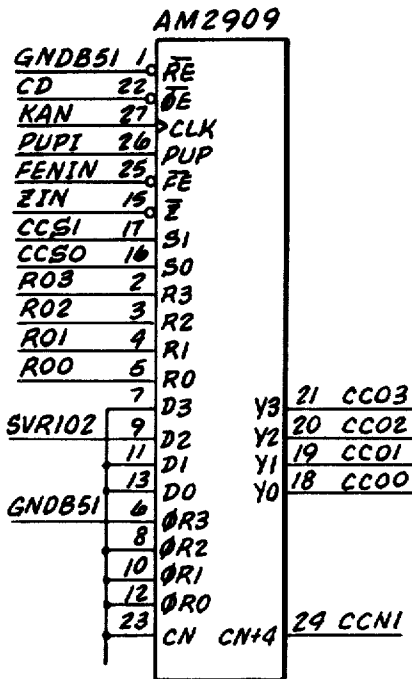 AM2909
GNDB51 1 RE
CD 22 ØE
KAN 27 CLK
PUPI 26 PUP
FENIN 25 FE
ZIN 15 Z
CCS1 17 S1
CCS0 16 S0
R03 2 R3
R02 3 R2
R01 4 R1
R00 5 R0
7 D3 Y3 21 CC03
SVR102 9 D2 Y2 20 CC02
11 D1 Y1 19 CC01
13 D0 Y0 18 CC00
GNDB51 6 ØR3
8 ØR2
10 ØR1
12 ØR0
23 CN CN+4 24 CCN1